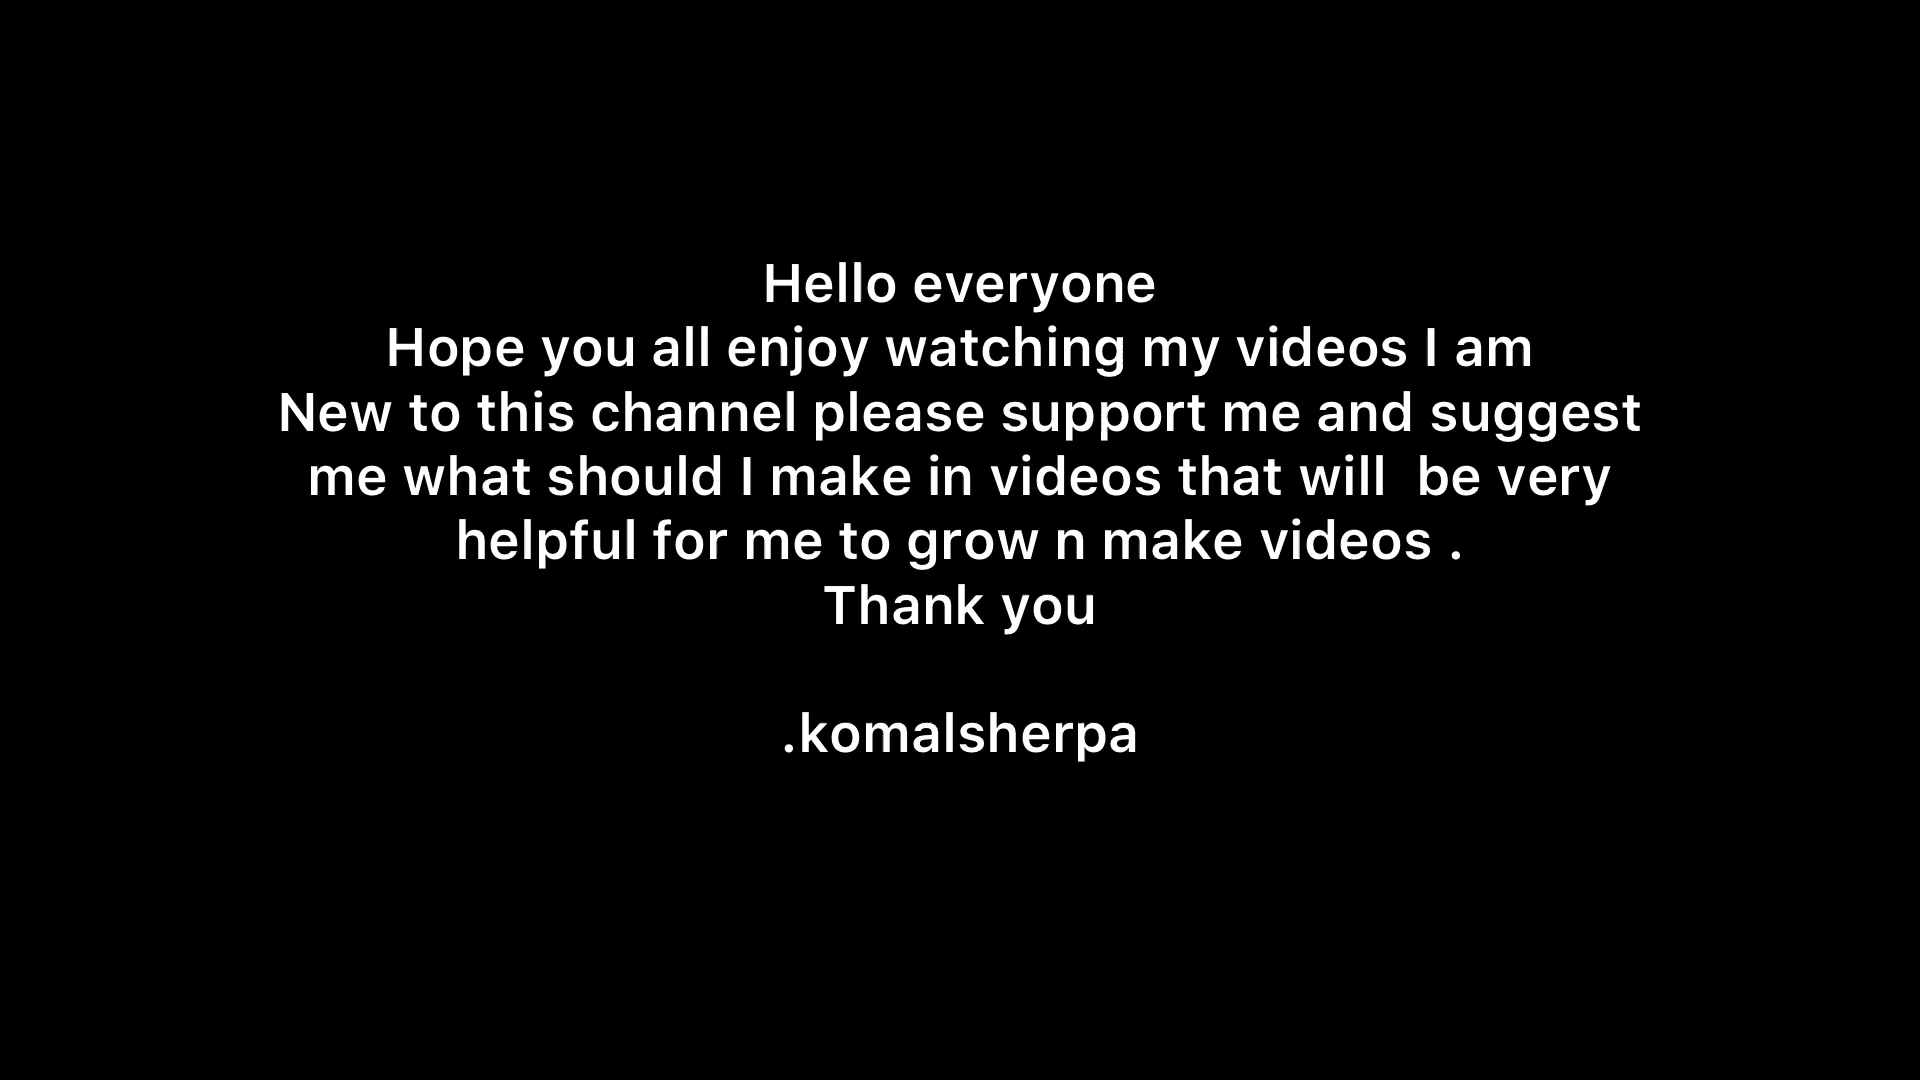 Hello everyone
Hope you all enjoy watching my videos I am
New to this channel please support me and suggest
me what should I make in videos that will  be very
helpful for me to grow n make videos .
Thank you
.komalsherpa